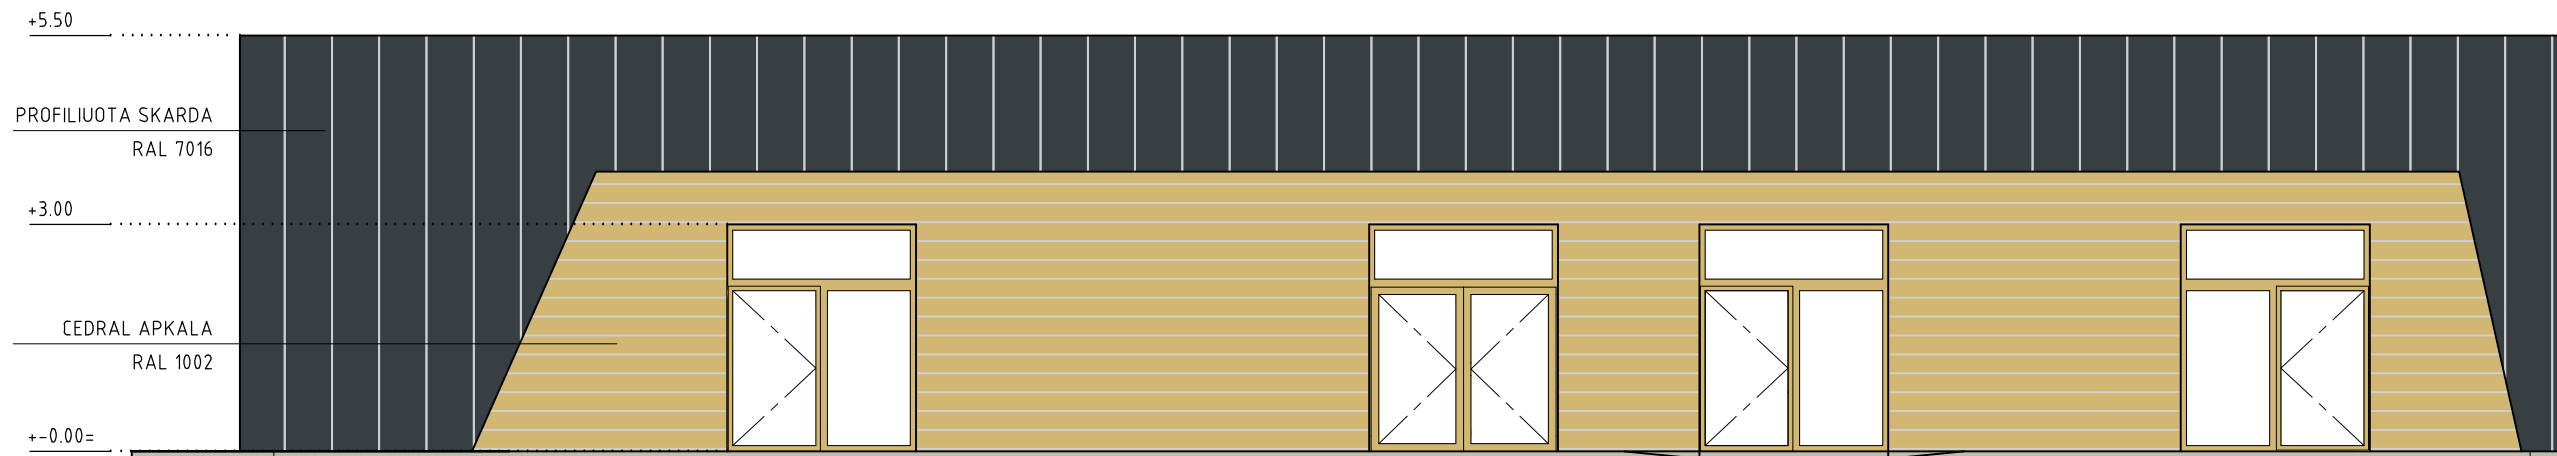 +5.50
PROFILIUOTA SKARDA
RAL 7016
+3.00
CEDRAL APKALA
RAL 1002
+-0.00=